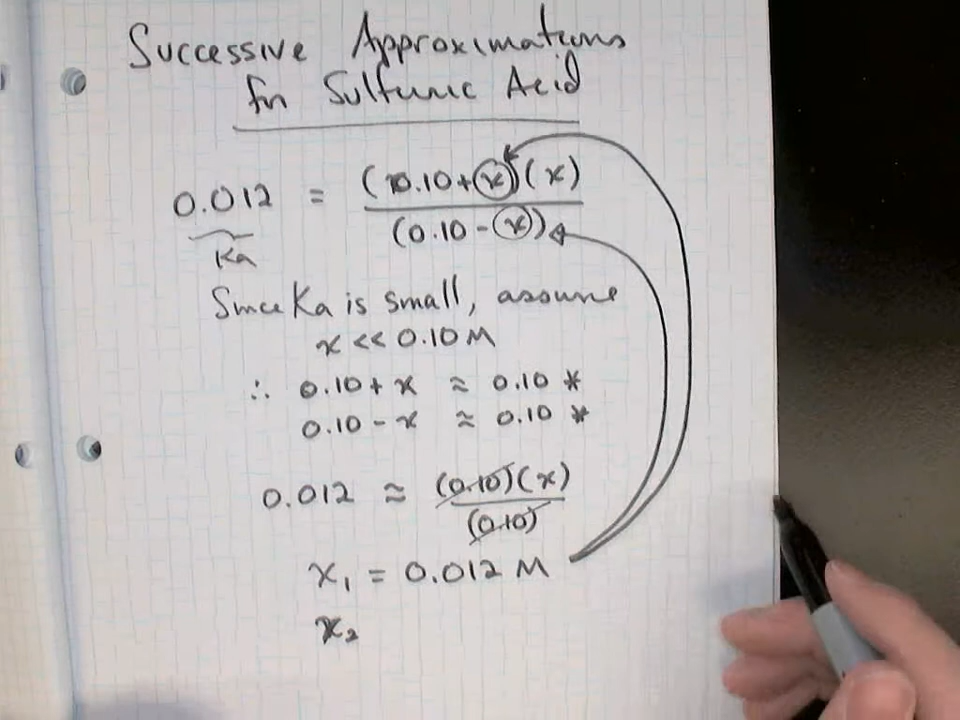 Successive Approximations
for Sulfuric Acid
0.012 = (0.10+x)(x)
(0.10-x)
Ka
Since Ka is small, assume
x << 0.10 M
∴ 0.10+x ≈ 0.10 *
0.10-x ≈ 0.10 *
0.012 ≈ (0.10)(x)
(0.10)
x₁ = 0.012 M
x₂